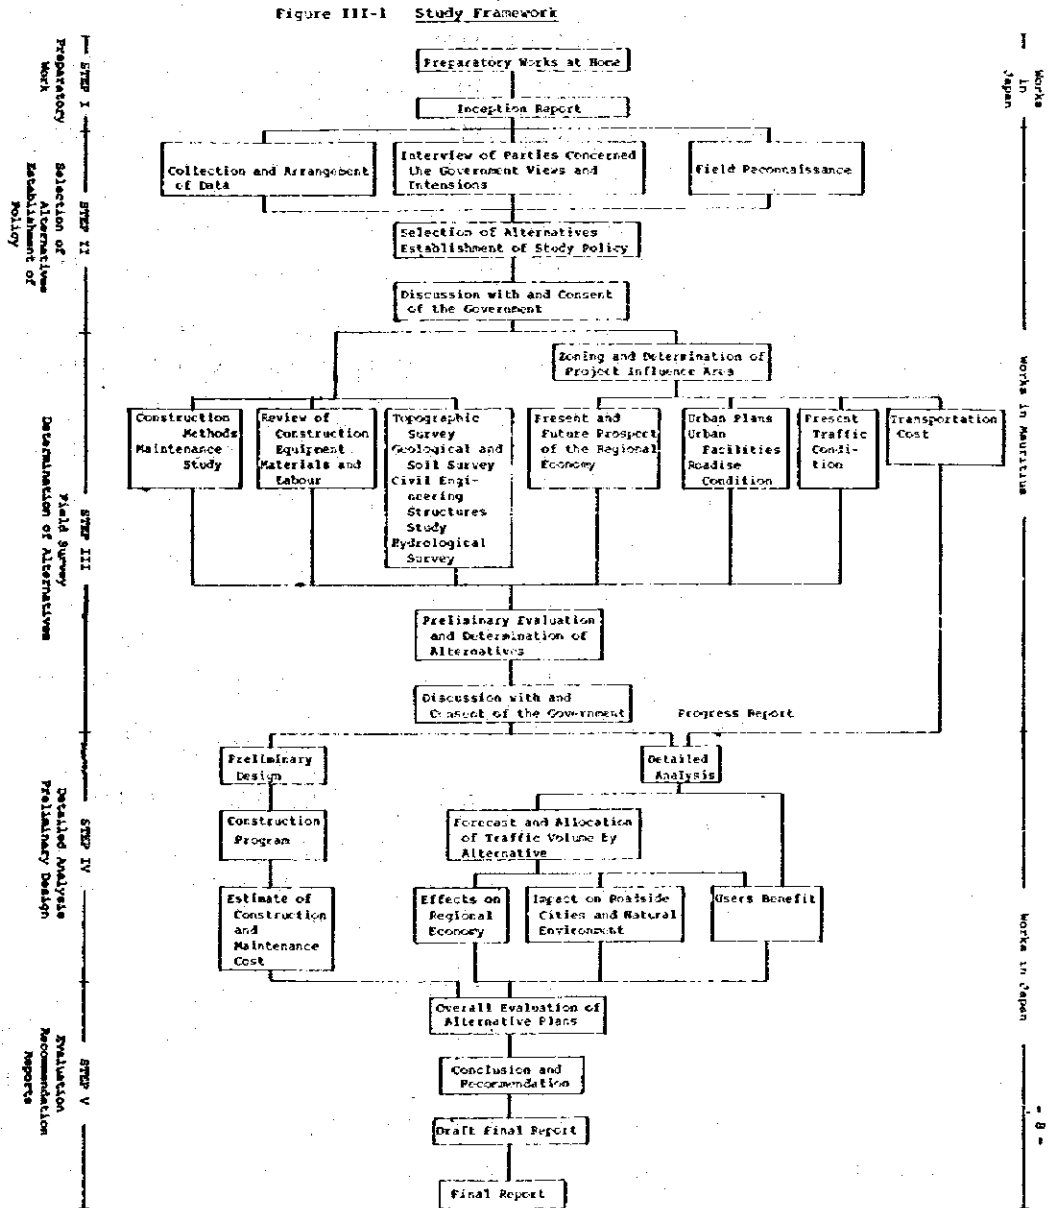 Figure III-1 Study Framework
Preparatory Works at Home
Inception Report
Collection and Arrangement
of Data
Interview of Parties Concerned
the Government Views and
Intensions
Field Reconnaissance
Selection of Alternatives
Establishment of Study Policy
Discussion with and Consent
of the Government
Zoning and Determination of
Project Influence Area
Construction
Methods
Maintenance
Study
Review of
Construction
Equipment
Materials and
Labour
Topographic
Survey
Geological and
Soil Survey
Civil Engi-
neering
Structures
Study
Hydrological
Survey
Present and
Future Prospect
of the Regional
Economy
Urban Plans
Urban
Facilities
Roadise
Condition
Present
Traffic
Condi-
tion
Transportation
Cost
Preliminary Evaluation
and Determination of
Alternatives
Discussion with and
Consent of the Government
Progress Report
Preliminary
Design
Detailed
Analysis
Construction
Program
Forecast and Allocation
of Traffic Volume by
Alternative
Estimate of
Construction
and
Maintenance
Cost
Effects on
Regional
Economy
Impact on Roadside
Cities and Natural
Environment
Users Benefit
Overall Evaluation of
Alternative Plans
Conclusion and
Recommendation
Draft Final Report
Final Report
STEP I
Preparatory
Work
STEP II
Selection of
Alternatives
Establishment of
Policy
STEP III
Field Survey
Determination of Alternatives
STEP IV
Detailed Analysis
Preliminary Design
STEP V
Evaluation
Recommendation
Reports
Works
in
Japan
Works in Mauritius
Works in Japan
- 8 -